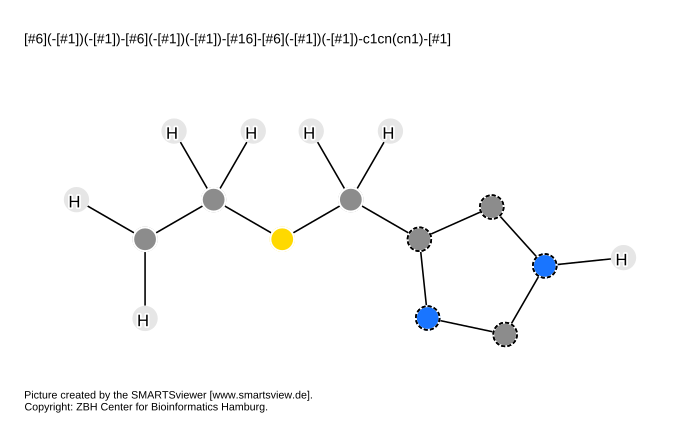 [#6](-[#1])(-[#1])-[#6](-[#1])(-[#1])-[#16]-[#6](-[#1])(-[#1])-c1cn(cn1)-[#1]
H H H H
H
H
H
Picture created by the SMARTSviewer [www.smartsview.de].
Copyright: ZBH Center for Bioinformatics Hamburg.